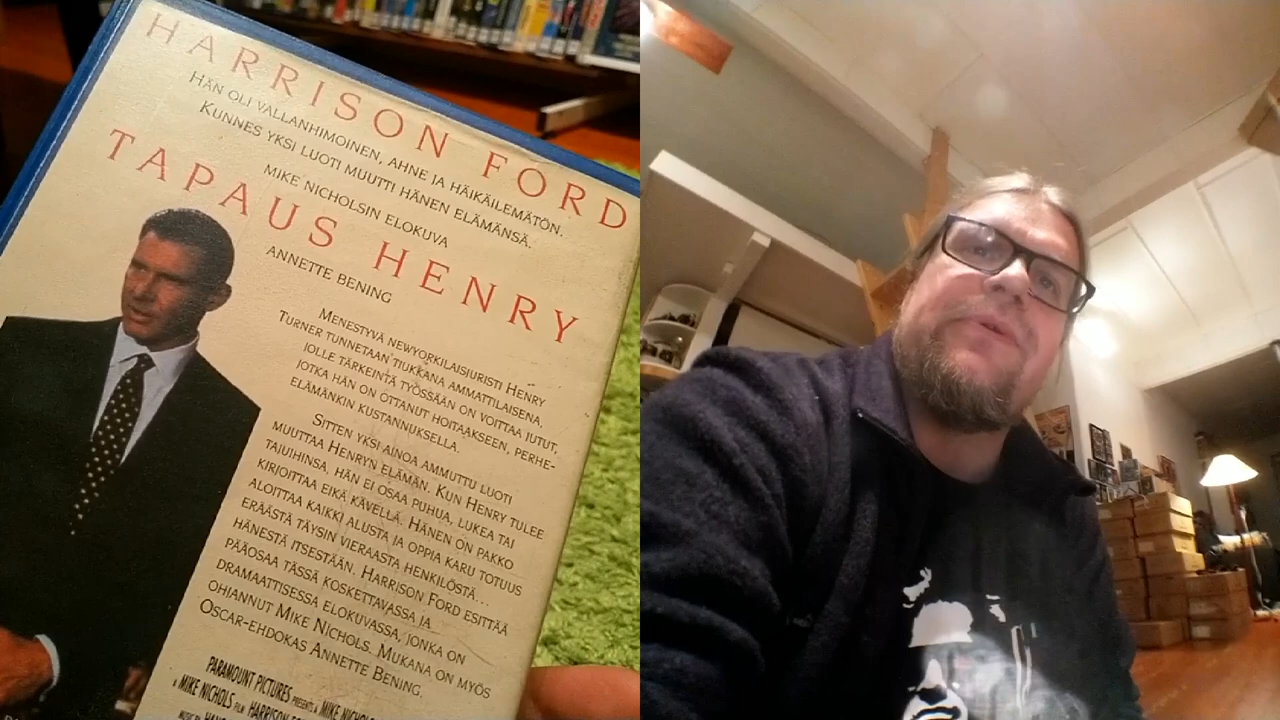 HARRISON FORD
HÄN OLI VALLANHIMOINEN, AHNE JA HÄIKÄILEMÄTÖN.
KUNNES YKSI LUOTI MUUTTI HÄNEN ELÄMÄNSÄ.
MIKE NICHOLSIN ELOKUVA
TAPAUS HENRY
ANNETTE BENING
MENESTYVÄ NEWYORKILAISJURISTI HENRY
TURNER TUNNETAAN TIUKKANA AMMATTILAISENA,
JOLLE TÄRKEINTÄ TYÖSSÄÄN ON VOITTAA JUTUT,
JOTKA HÄN ON OTTANUT HOITAAKSEEN, PERHE-
ELÄMÄNKIN KUSTANNUKSELLA.
SITTEN YKSI AINOA AMMUTTU LUOTI
MUUTTAA HENRYN ELÄMÄN. KUN HENRY TULEE
TAJUIHINSA, HÄN EI OSAA PUHUA, LUKEA TAI
KIRJOITTAA EIKÄ KÄVELLÄ. HÄNEN ON PAKKO
ALOITTAA KAIKKI ALUSTA JA OPPIA KARU TOTUUS
ERÄÄSTÄ TÄYSIN VIERAASTA HENKILÖSTÄ...
HÄNESTÄ ITSESTÄÄN. HARRISON FORD ESITTÄÄ
PÄÄOSAA TÄSSÄ KOSKETTAVASSA JA
DRAMAATTISESSA ELOKUVASSA, JONKA ON
OHJANNUT MIKE NICHOLS. MUKANA ON MYÖS
OSCAR-EHDOKAS ANNETTE BENING.
PARAMOUNT PICTURES PRESENTS A MIKE
A MIKE NICHOLS FILM HARRISON